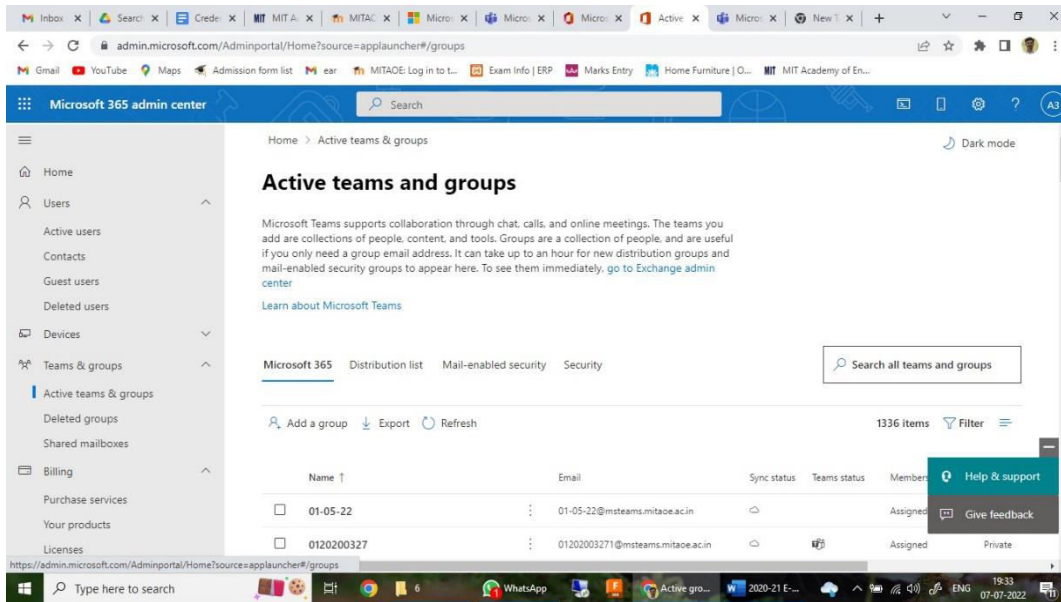 Inbox
Search
Crede
MIT A
MITAC
Micros
Micros
Micros
Active
Micros
New T
admin.microsoft.com/Adminportal/Home?source=applauncher#/groups
Gmail
YouTube
Maps
Admission form list
ear
MITAOE: Log in to t...
Exam Info | ERP
Marks Entry
Home Furniture | O...
MIT Academy of En...
Microsoft 365 admin center
Search
A3
Home > Active teams & groups
Dark mode
Home
Users
Active users
Contacts
Guest users
Deleted users
Devices
Teams & groups
Active teams & groups
Deleted groups
Shared mailboxes
Billing
Purchase services
Your products
Licenses
Active teams and groups
Microsoft Teams supports collaboration through chat, calls, and online meetings. The teams you
add are collections of people, content, and tools. Groups are a collection of people, and are useful
if you only need a group email address. It can take up to an hour for new distribution groups and
mail-enabled security groups to appear here. To see them immediately, go to Exchange admin
center
Learn about Microsoft Teams
Microsoft 365 Distribution list Mail-enabled security Security
Search all teams and groups
Add a group Export Refresh
1336 items Filter
Name ↑ Email Sync status Teams status Members
01-05-22 01-05-22@msteams.mitaoe.ac.in Assigned
0120200327 01202003271@msteams.mitaoe.ac.in Assigned Private
Help & support
Give feedback
https://admin.microsoft.com/Adminportal/Home?source=applauncher#/groups
Type here to search
6
WhatsApp
Active gro...
2020-21 E-...
ENG
19:33
07-07-2022